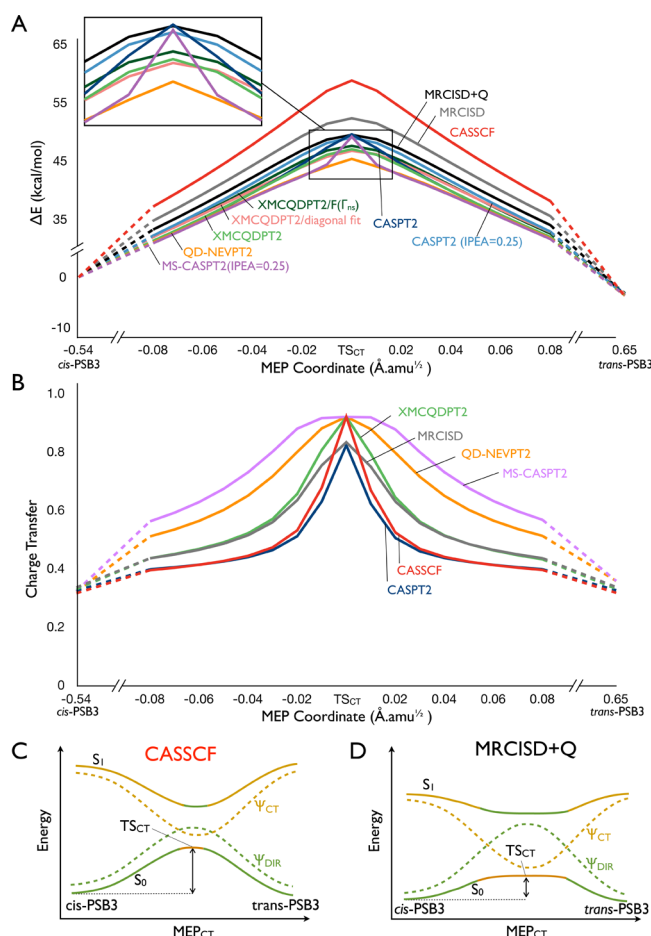 A
65
55
45
35
0
-10
ΔE (kcal/mol)
MRCISD+Q
MRCISD
CASSCF
XMCQDPT2/F(Γns)
XMCQDPT2/diagonal fit
XMCQDPT2
QD-NEVPT2
MS-CASPT2(IPEA=0.25)
CASPT2
CASPT2 (IPEA=0.25)
-0.54 -0.08 -0.06 -0.04 -0.02 TSCT 0.02 0.04 0.06 0.08 0.65
cis-PSB3 MEP Coordinate (Å.amu½) trans-PSB3
B
1.0
0.8
0.6
0.4
0.2
0
Charge Transfer
XMCQDPT2
MRCISD
QD-NEVPT2
MS-CASPT2
CASSCF
CASPT2
-0.54 -0.08 -0.06 -0.04 -0.02 TSCT 0.02 0.04 0.06 0.08 0.65
cis-PSB3 MEP Coordinate (Å.amu½) trans-PSB3
C
CASSCF
Energy
S1
ΨCT
TSCT
ΨDIR
S0
cis-PSB3 trans-PSB3
MEPCT
D
MRCISD+Q
Energy
S1
ΨCT
TSCT
ΨDIR
S0
cis-PSB3 trans-PSB3
MEPCT